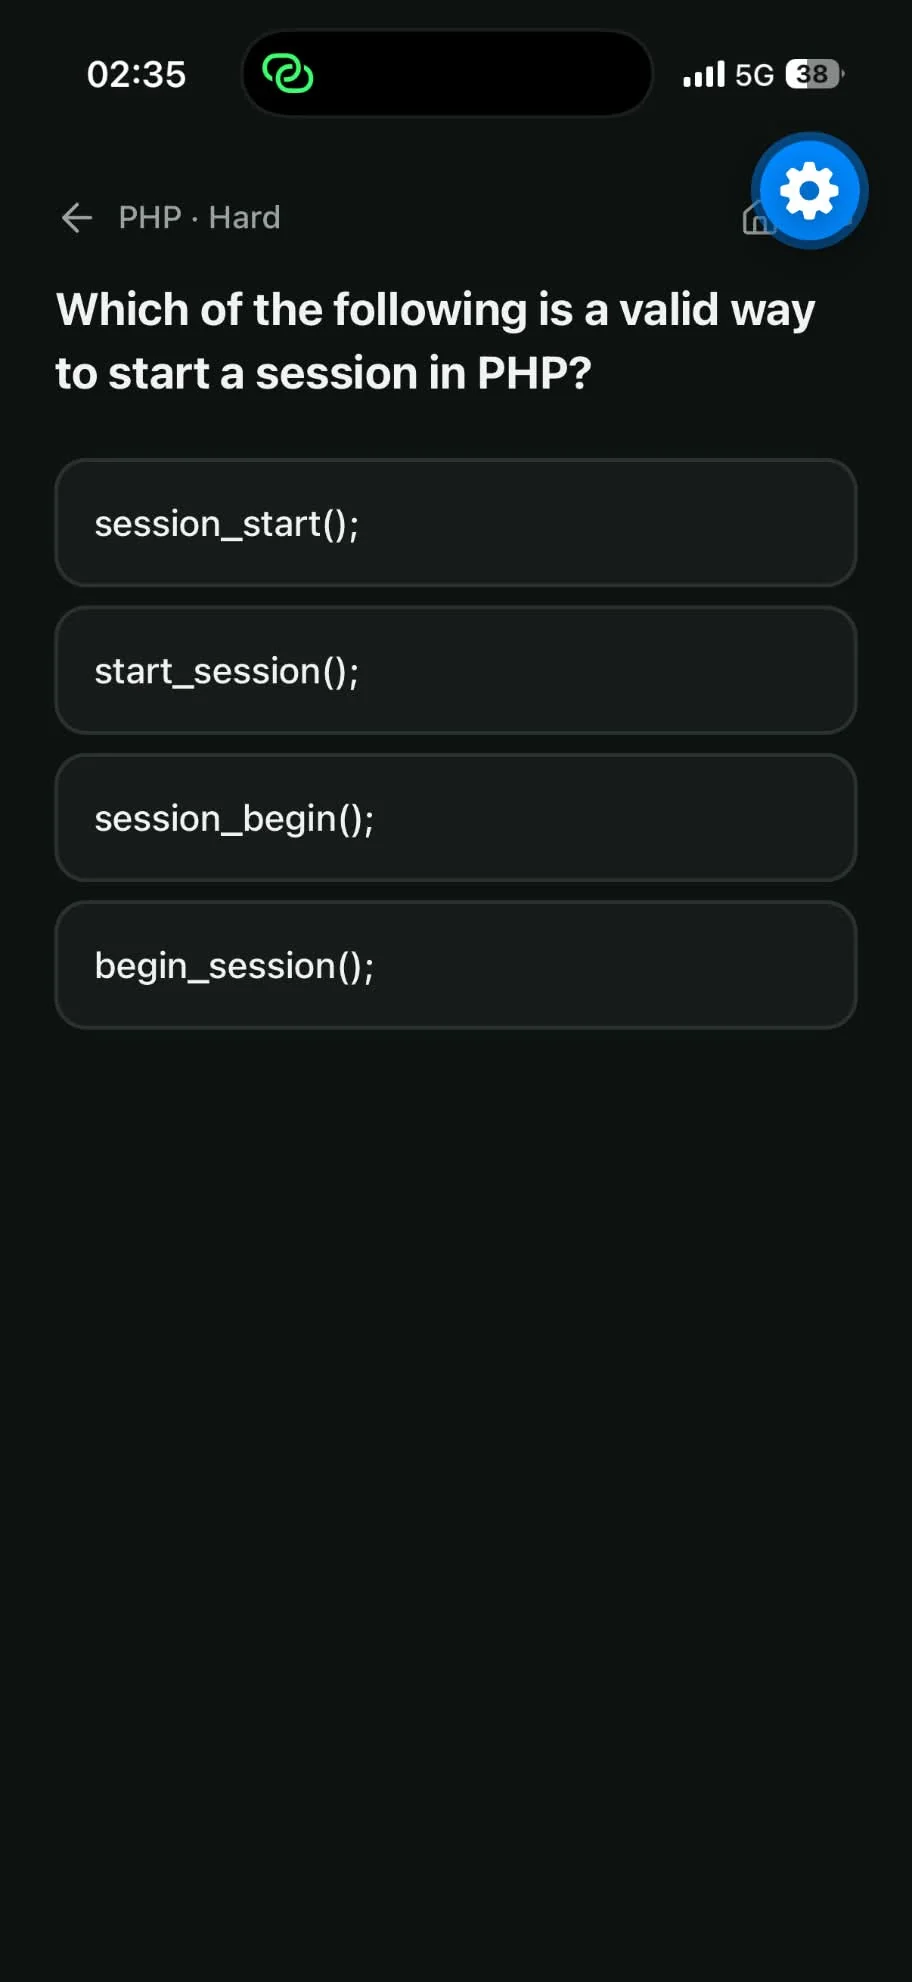 02:35
5G 38
PHP · Hard
Which of the following is a valid way
to start a session in PHP?
session_start();
start_session();
session_begin();
begin_session();